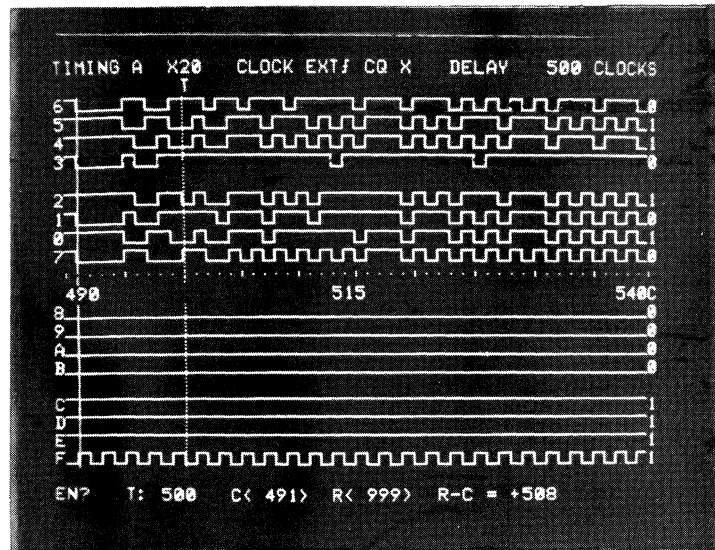 TIMING A X20 CLOCK EXT∫ CQ X DELAY 500 CLOCKS
T
6 0
5 1
4 1
3 0
2 1
1 0
0 1
7 0
490 515 540C
8 0
9 0
A 0
B 0
C 1
D 1
E 1
F 1
EN? T: 500 C< 491> R< 999> R-C = +508